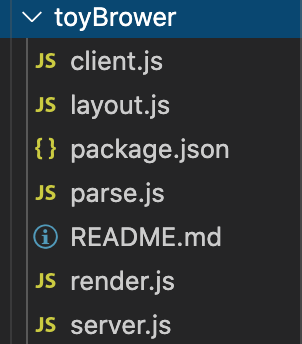 toyBrower
JS client.js
JS layout.js
{ } package.json
JS parse.js
README.md
JS render.js
JS server.js